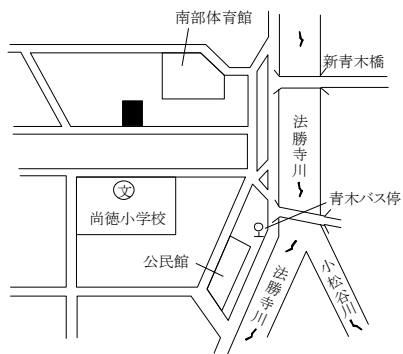 南部体育館
新青木橋
法勝寺川
青木バス停
文
尚徳小学校
公民館
法勝寺川
小松谷川